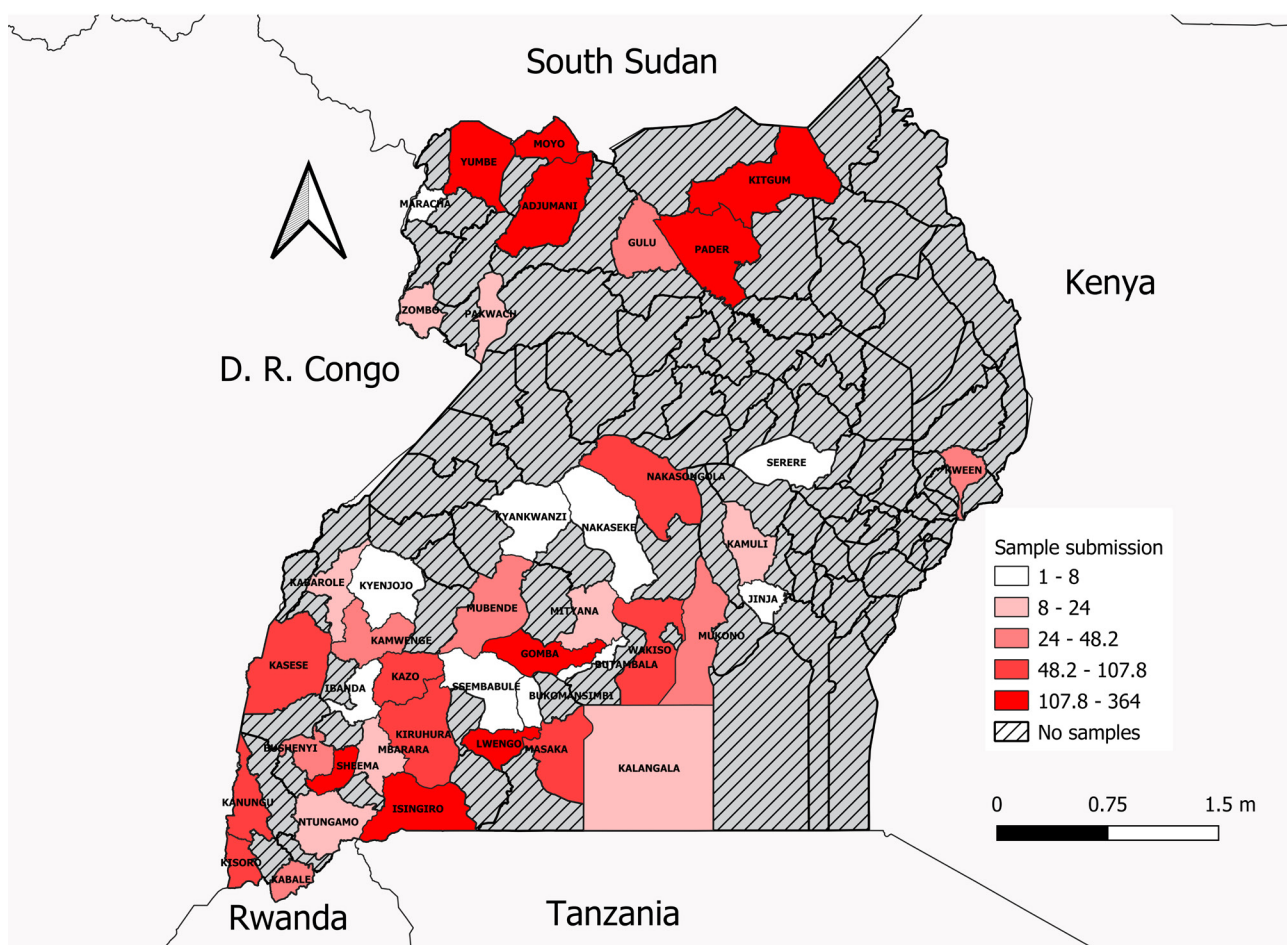 South Sudan
MOYO
YUMBE
KITGUM
MARACHA
ADJUMANI
GULU
PADER
Kenya
ZOMBO
PAKWACH
D. R. Congo
SERERE
KWEEN
NAKASONGOLA
KYANKWANZI
NAKASEKE
KAMULI
Sample submission
1 - 8
8 - 24
24 - 48.2
48.2 - 107.8
107.8 - 364
No samples
KABAROLE
KYENJOJO
JINJA
MUBENDE
MITYANA
MUKONO
KAMWENGE
WAKISO
GOMBA
BUTAMBALA
KASESE
KAZO
SSEMBABULE
IBANDA
BUKOMANSIMBI
KIRUHURA
BUSHENYI
MBARARA
LWENGO
MASAKA
SHEEMA
KALANGALA
KANUNGU
ISINGIRO
NTUNGAMO
0 0.75 1.5 m
KISORO
KABALE
Rwanda
Tanzania